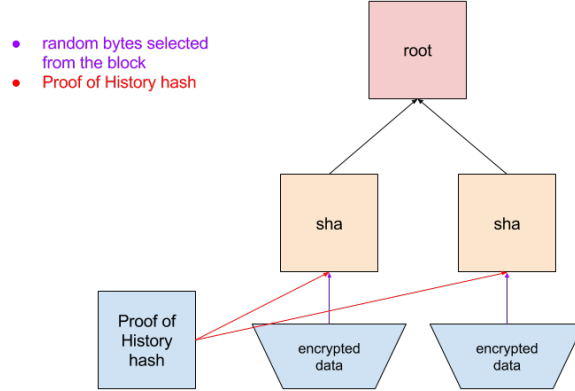 random bytes selected
from the block
Proof of History hash
root
sha
sha
Proof of
History
hash
encrypted
data
encrypted
data